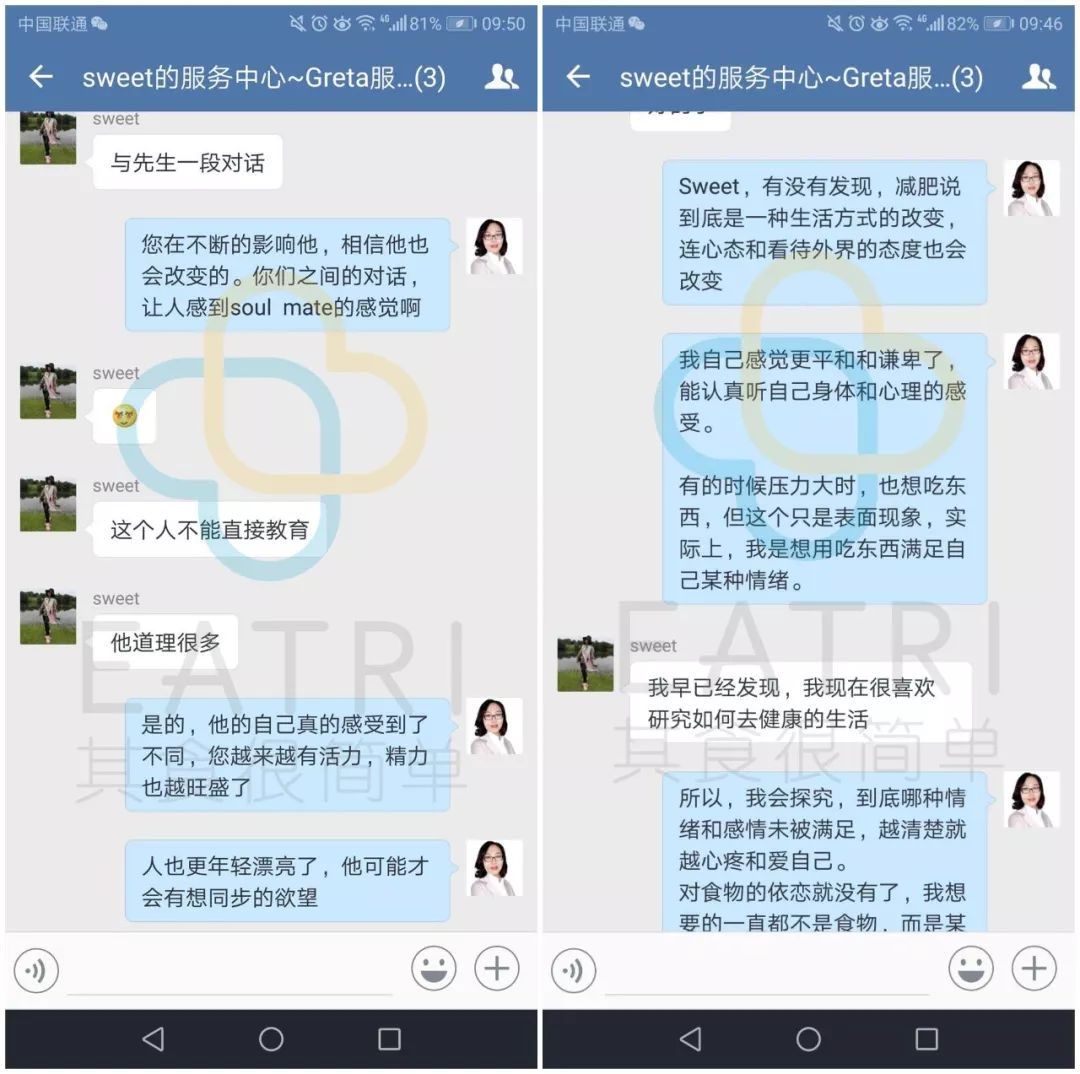 中国联通
81%
09:50
sweet的服务中心~Greta服...(3)
sweet
与先生一段对话
您在不断的影响他，相信他也
会改变的。你们之间的对话，
让人感到soul mate的感觉啊
sweet
sweet
这个人不能直接教育
sweet
他道理很多
是的，他的自己真的感受到了
不同，您越来越有活力，精力
也越旺盛了
人也更年轻漂亮了，他可能才
会有想同步的欲望
EATRI
其食很简单
中国联通
82%
09:46
sweet的服务中心~Greta服...(3)
Sweet，有没有发现，减肥说
到底是一种生活方式的改变，
连心态和看待外界的态度也会
改变
我自己感觉更平和和谦卑了，
能认真听自己身体和心理的感
受。
有的时候压力大时，也想吃东
西，但这个只是表面现象，实
际上，我是想用吃东西满足自
己某种情绪。
sweet
我早已经发现，我现在很喜欢
研究如何去健康的生活
所以，我会探究，到底哪种情
绪和感情未被满足，越清楚就
越心疼和爱自己。
对食物的依恋就没有了，我想
要的一直都不是食物，而是某
EATRI
其食很简单